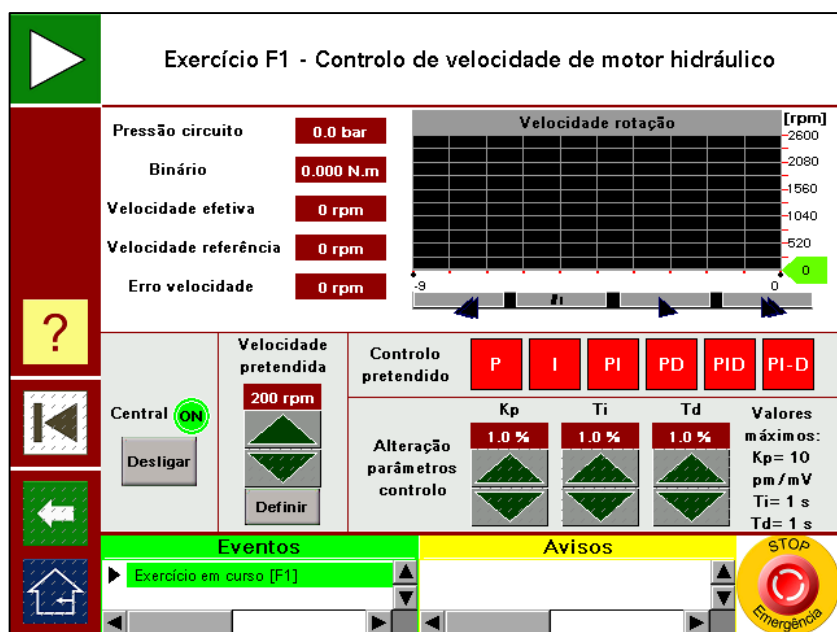 Exercício F1 - Controlo de velocidade de motor hidráulico
Pressão circuito 0.0 bar
Binário 0.000 N.m
Velocidade efetiva 0 rpm
Velocidade referência 0 rpm
Erro velocidade 0 rpm
Velocidade rotação [rpm]
2600
2080
1560
1040
520
0
-9 0
?
Central ON
Desligar
Velocidade
pretendida
200 rpm
Definir
Controlo
pretendido
P I PI PD PID PI-D
Alteração
parâmetros
controlo
Kp Ti Td
1.0 % 1.0 % 1.0 %
Valores
máximos:
Kp= 10
pm/mV
Ti= 1 s
Td= 1 s
Eventos
Exercício em curso [F1]
Avisos
STOP
Emergência